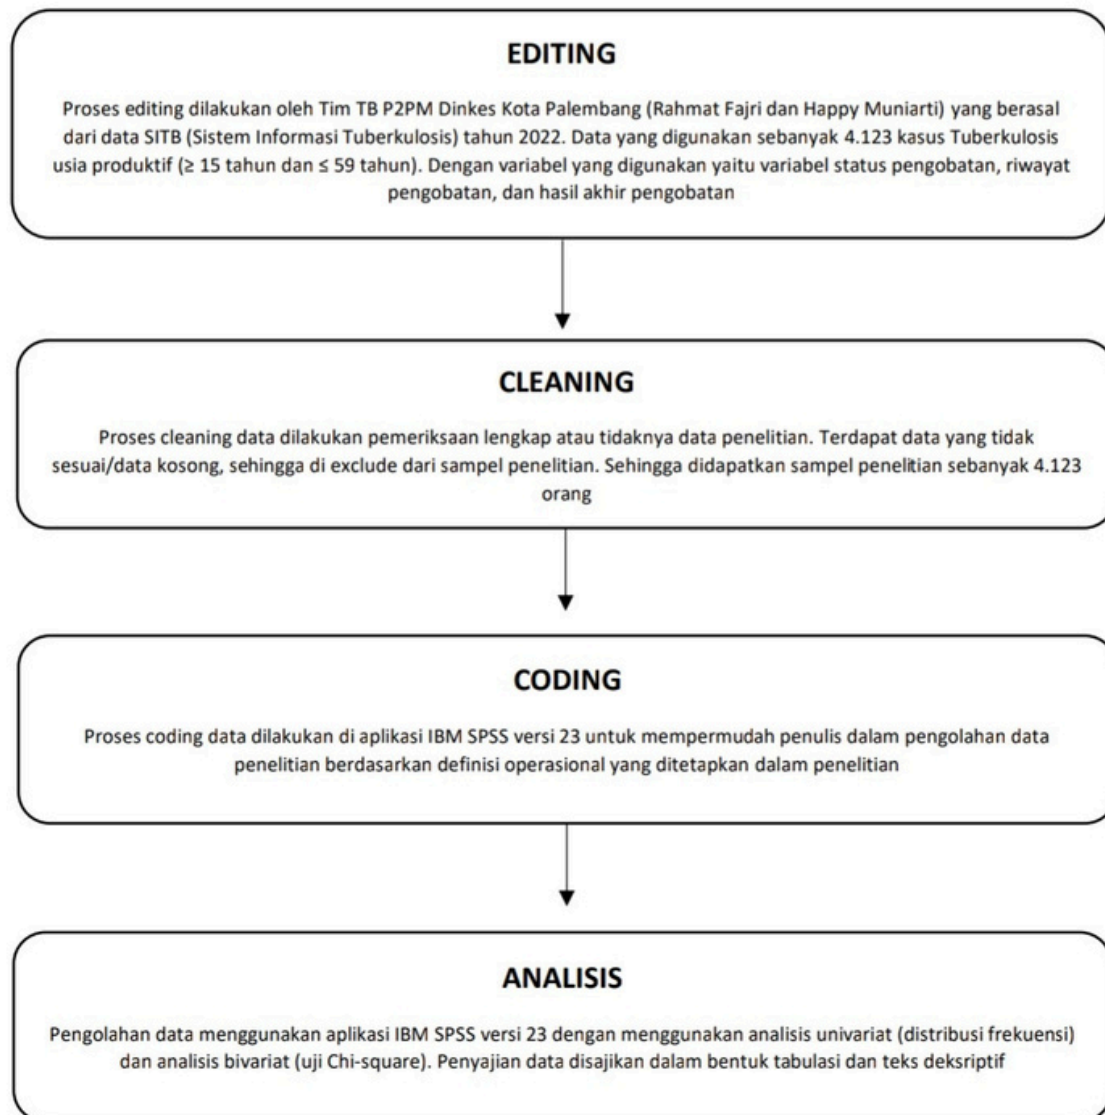 EDITING
Proses editing dilakukan oleh Tim TB P2PM Dinkes Kota Palembang (Rahmat Fajri dan Happy Muniarti) yang berasal
dari data SITB (Sistem Informasi Tuberkulosis) tahun 2022. Data yang digunakan sebanyak 4.123 kasus Tuberkulosis
usia produktif (≥ 15 tahun dan ≤ 59 tahun). Dengan variabel yang digunakan yaitu variabel status pengobatan, riwayat
pengobatan, dan hasil akhir pengobatan
CLEANING
Proses cleaning data dilakukan pemeriksaan lengkap atau tidaknya data penelitian. Terdapat data yang tidak
sesuai/data kosong, sehingga di exclude dari sampel penelitian. Sehingga didapatkan sampel penelitian sebanyak 4.123
orang
CODING
Proses coding data dilakukan di aplikasi IBM SPSS versi 23 untuk mempermudah penulis dalam pengolahan data
penelitian berdasarkan definisi operasional yang ditetapkan dalam penelitian
ANALISIS
Pengolahan data menggunakan aplikasi IBM SPSS versi 23 dengan menggunakan analisis univariat (distribusi frekuensi)
dan analisis bivariat (uji Chi-square). Penyajian data disajikan dalam bentuk tabulasi dan teks deksriptif